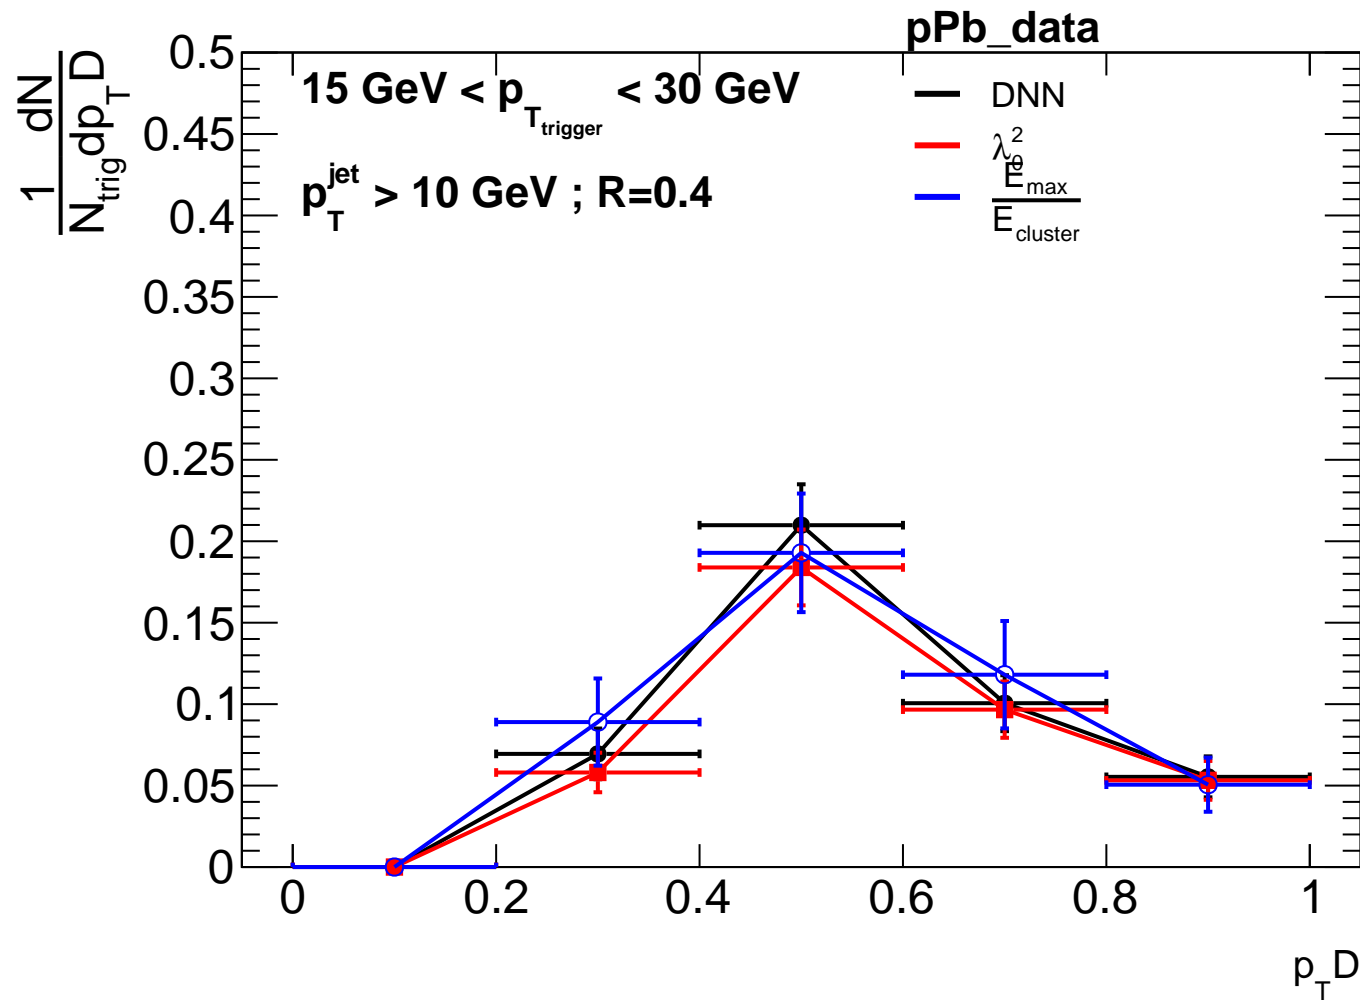 pPb_data
1 dN
N_trig dp_T D
15 GeV < p_T_trigger < 30 GeV
p_T^jet > 10 GeV ; R=0.4
DNN
λ_0^2
E_max
E_cluster
0.5
0.45
0.4
0.35
0.3
0.25
0.2
0.15
0.1
0.05
0
0 0.2 0.4 0.6 0.8 1
p_T D